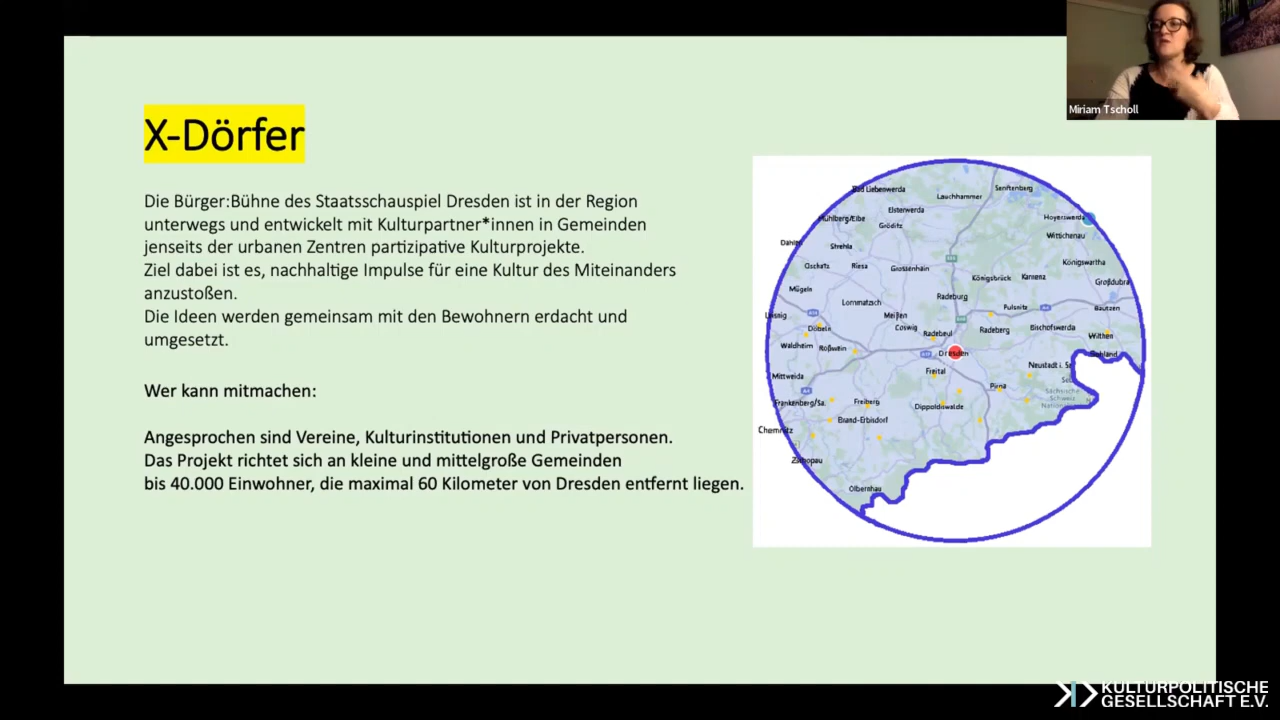 Miriam Tscholl
X-Dörfer
Die Bürger:Bühne des Staatsschauspiel Dresden ist in der Region
unterwegs und entwickelt mit Kulturpartner*innen in Gemeinden
jenseits der urbanen Zentren partizipative Kulturprojekte.
Ziel dabei ist es, nachhaltige Impulse für eine Kultur des Miteinanders
anzustoßen.
Die Ideen werden gemeinsam mit den Bewohnern erdacht und
umgesetzt.
Wer kann mitmachen:
Angesprochen sind Vereine, Kulturinstitutionen und Privatpersonen.
Das Projekt richtet sich an kleine und mittelgroße Gemeinden
bis 40.000 Einwohner, die maximal 60 Kilometer von Dresden entfernt liegen.
Bad Liebenwerda
Senftenberg
Lauchhammer
Elsterwerda
Mühlberg/Elbe
Hoyerswerda
Gröditz
Wittichenau
Strehla
Oschatz
Riesa
Großenhain
Königswartha
Königsbrück
Kamenz
Großdubra
Mügeln
Radeburg
Lommatzsch
Pulsnitz
Bautzen
Meißen
Döbeln
Coswig
Radebeul
Radeberg
Bischofswerda
Wilthen
Waldheim
Roßwein
Dresden
Sohland
Freital
Neustadt i. Sa
Mittweida
Pirna
Sächsische
Schweiz
Frankenberg/Sa.
Freiberg
Dippoldiswalde
Brand-Erbisdorf
Chemnitz
Zschopau
Olbernhau
KULTURPOLITISCHE
GESELLSCHAFT E.V.